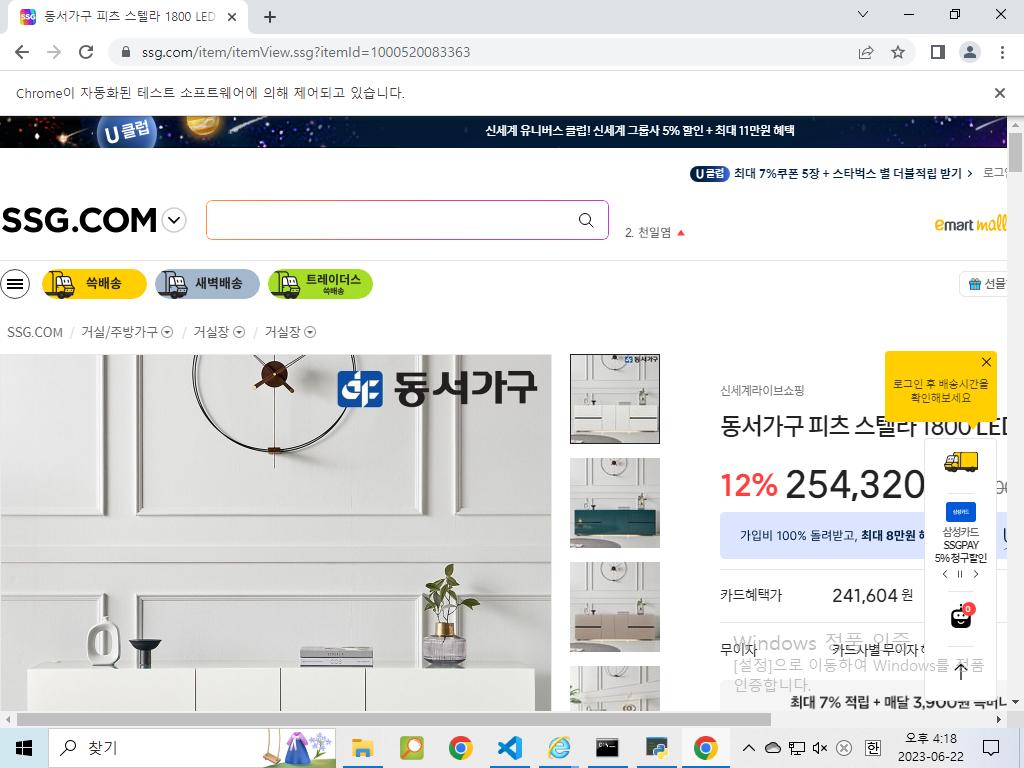 동서가구 피츠 스텔라 1800 LED
ssg.com/item/itemView.ssg?itemId=1000520083363
Chrome이 자동화된 테스트 소프트웨어에 의해 제어되고 있습니다.
U 클럽
신세계 유니버스 클럽! 신세계 그룹사 5% 할인 + 최대 11만원 혜택
U 클럽 최대 7%쿠폰 5장 + 스타벅스 별 더블적립 받기
로그인
SSG.COM
2. 천일염
emart mall
쓱배송
새벽배송
트레이더스
쓱배송
선물
SSG.COM / 거실/주방가구 / 거실장 / 거실장
동서가구
동서가구
신세계라이브쇼핑
로그인 후 배송시간을
확인해보세요
동서가구 피츠 스텔라 1800 LED
12% 254,320
가입비 100% 돌려받고, 최대 8만원
삼성카드
삼성카드
SSGPAY
5% 청구할인
카드혜택가 241,604 원
0
무이자 카드사별 무이자
Windows 정품 인증
[설정]으로 이동하여 Windows를 정품
인증합니다.
최대 7% 적립 + 매달 3,900원
찾기
한
오후 4:18
2023-06-22